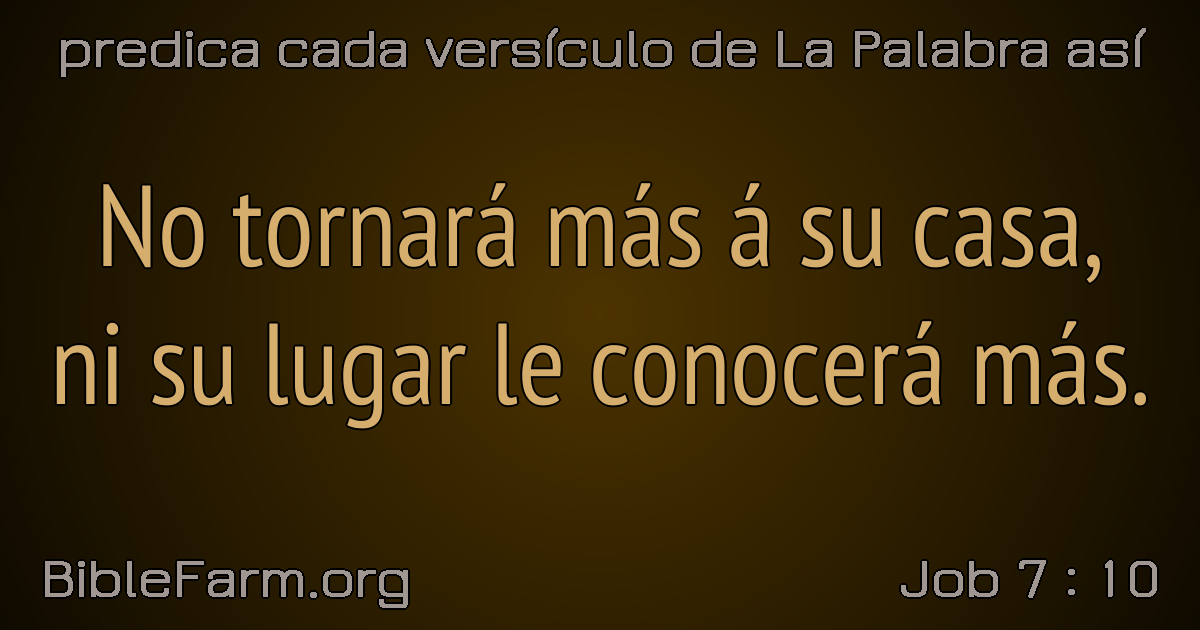 predica cada versículo de La Palabra así
No tornará más á su casa,
ni su lugar le conocerá más.
BibleFarm.org
Job 7 : 10